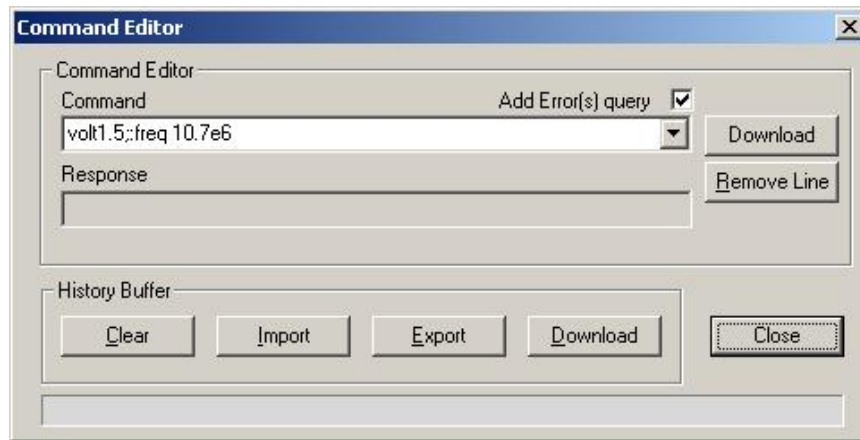 Command Editor
Command Editor
Command
Add Error(s) query
volt1.5;:freq 10.7e6
Download
Response
Remove Line
History Buffer
Clear
Import
Export
Download
Close